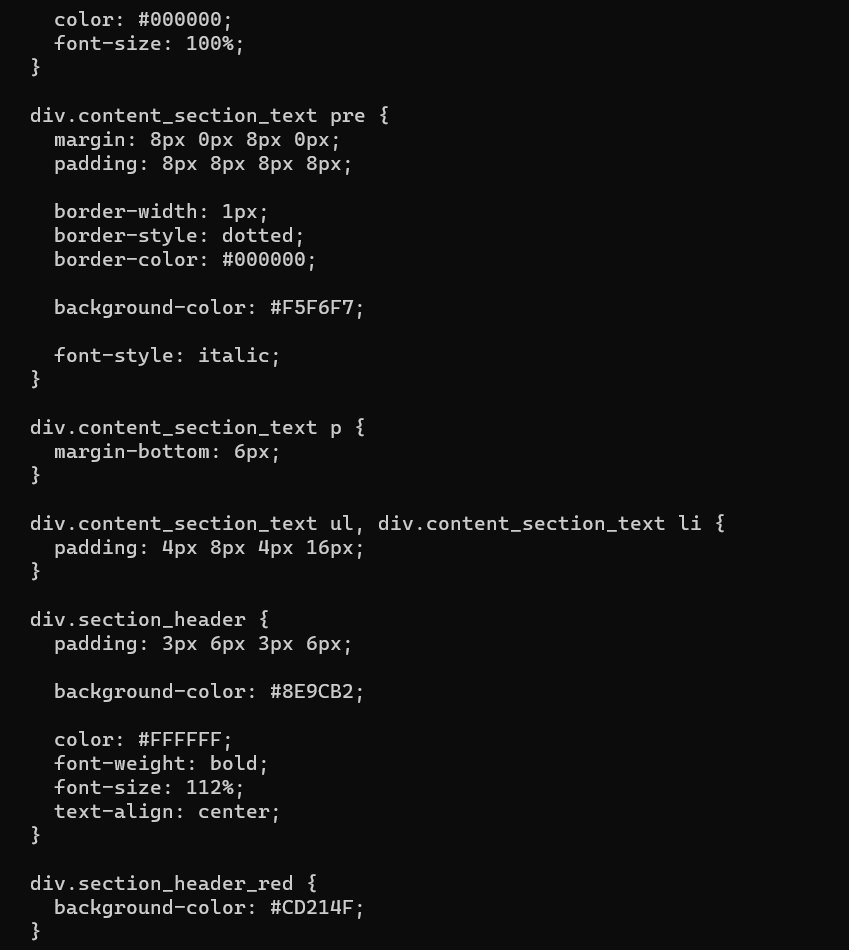 color: #000000;
font-size: 100%;
}
div.content_section_text pre {
margin: 8px 0px 8px 0px;
padding: 8px 8px 8px 8px;
border-width: 1px;
border-style: dotted;
border-color: #000000;
background-color: #F5F6F7;
font-style: italic;
}
div.content_section_text p {
margin-bottom: 6px;
}
div.content_section_text ul, div.content_section_text li {
padding: 4px 8px 4px 16px;
}
div.section_header {
padding: 3px 6px 3px 6px;
background-color: #8E9CB2;
color: #FFFFFF;
font-weight: bold;
font-size: 112%;
text-align: center;
}
div.section_header_red {
background-color: #CD214F;
}